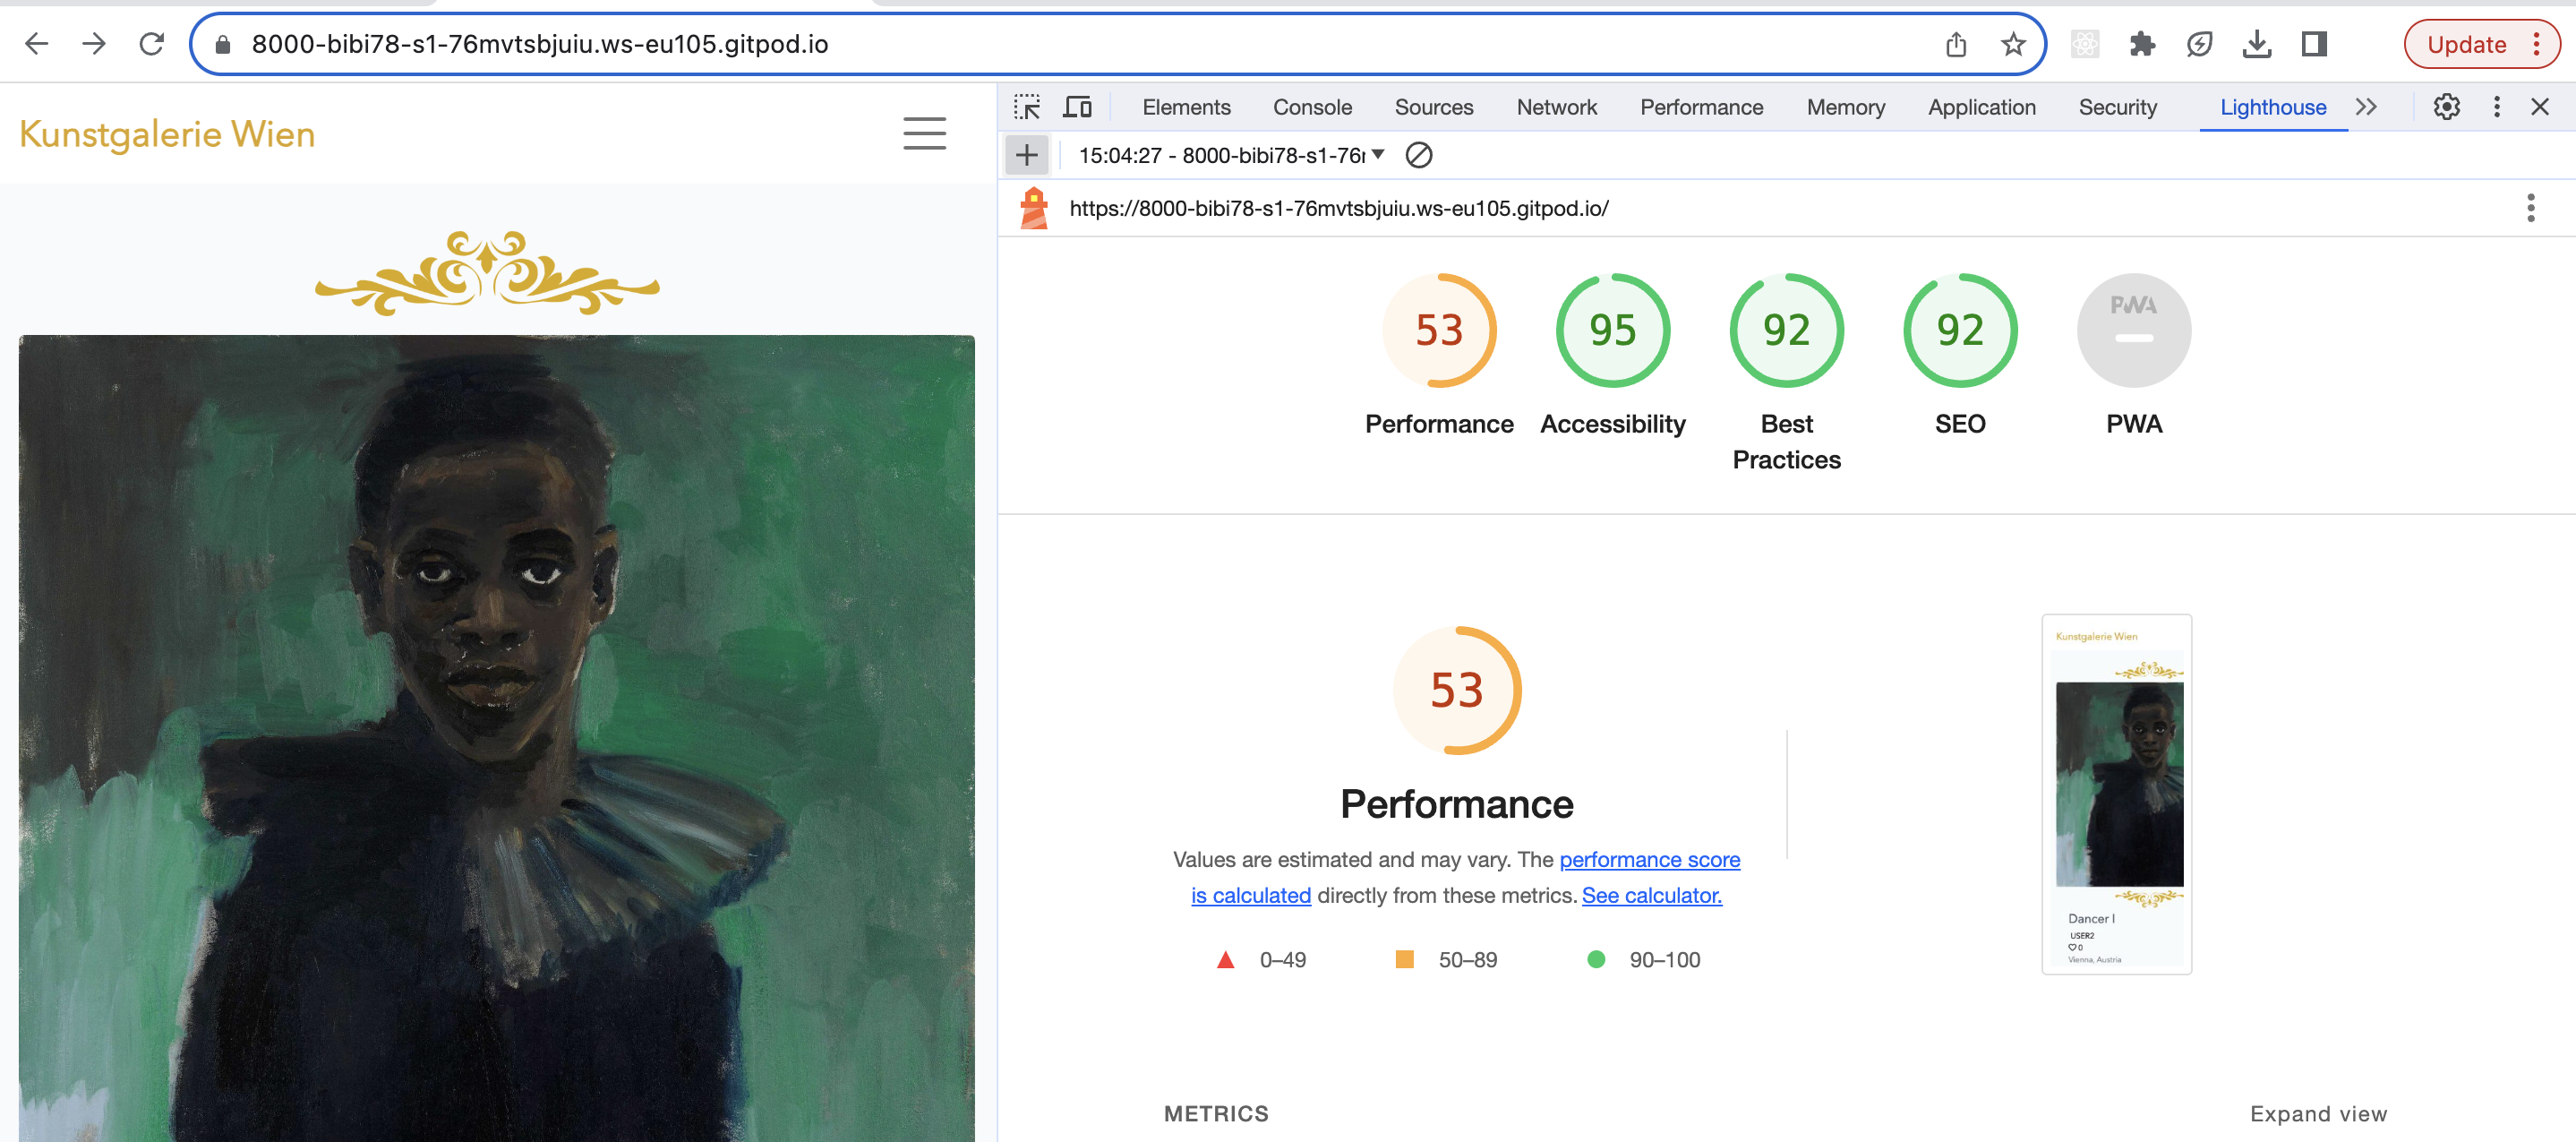 8000-bibi78-s1-76mvtsbjuiu.ws-eu105.gitpod.io
Update
Kunstgalerie Wien
Elements Console Sources Network Performance Memory Application Security Lighthouse
15:04:27 - 8000-bibi78-s1-76
https://8000-bibi78-s1-76mvtsbjuiu.ws-eu105.gitpod.io/
53 95 92 92 PWA
Performance Accessibility Best Practices SEO PWA
53
Performance
Values are estimated and may vary. The performance score
is calculated directly from these metrics. See calculator.
0–49 50–89 90–100
Kunstgalerie Wien
Dancer I
USER2
0
Vienna, Austria
METRICS
Expand view